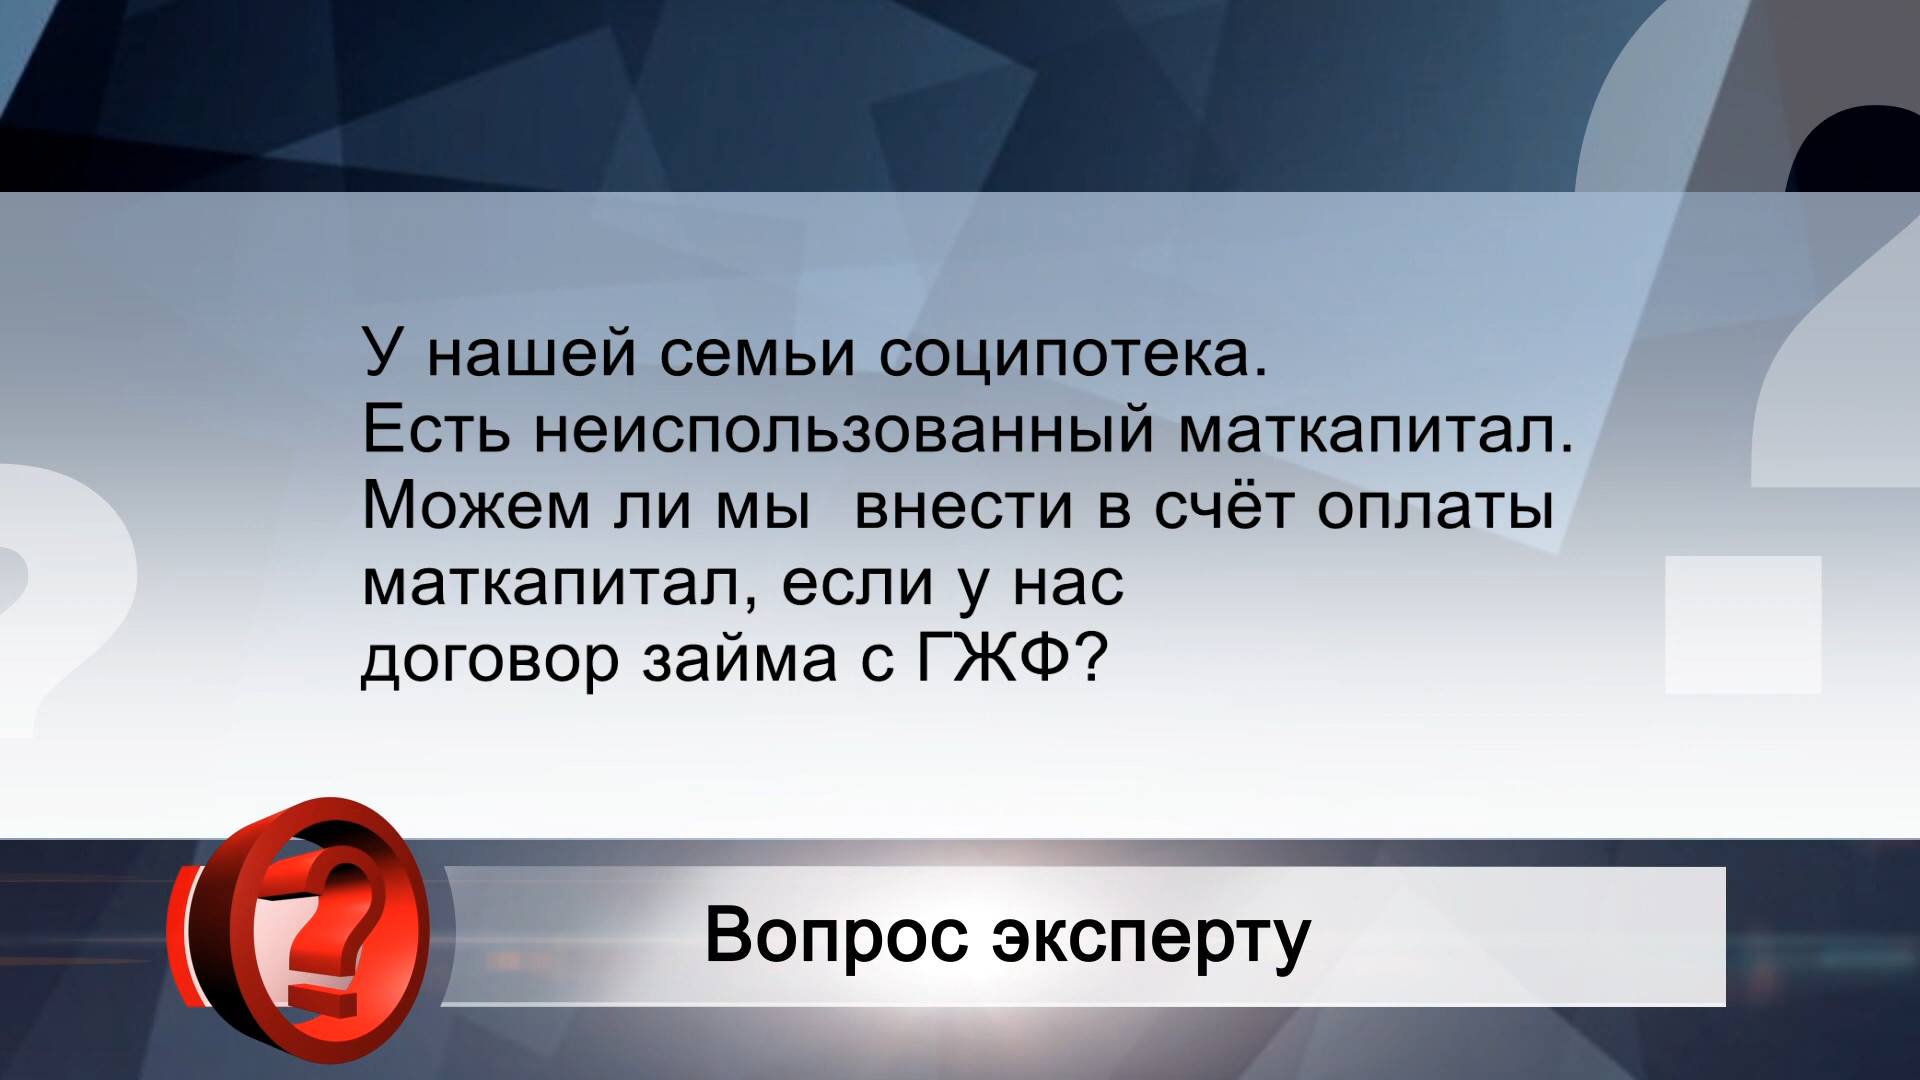 У нашей семьи соципотека.
Есть неиспользованный маткапитал.
Можем ли мы  внести в счёт оплаты
маткапитал, если у нас
договор займа с ГЖФ?
Вопрос эксперту